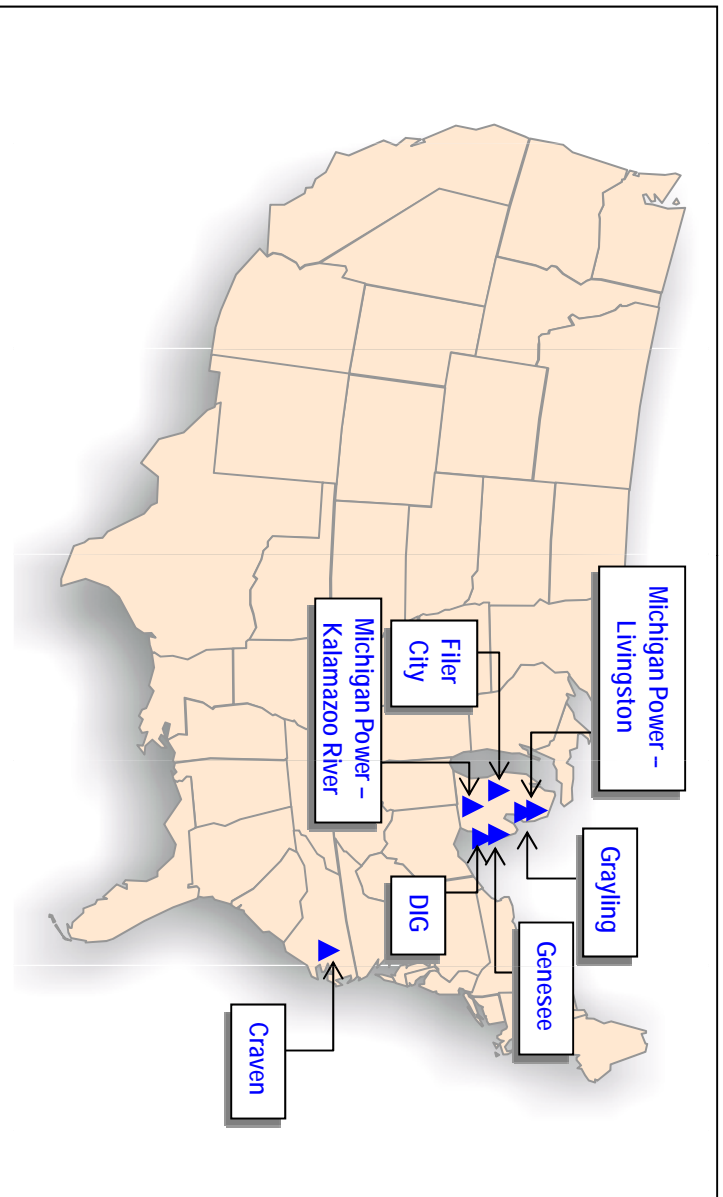 Michigan Power –
Livingston
Grayling
Genesee
Filer
City
DIG
Michigan Power –
Kalamazoo River
Craven